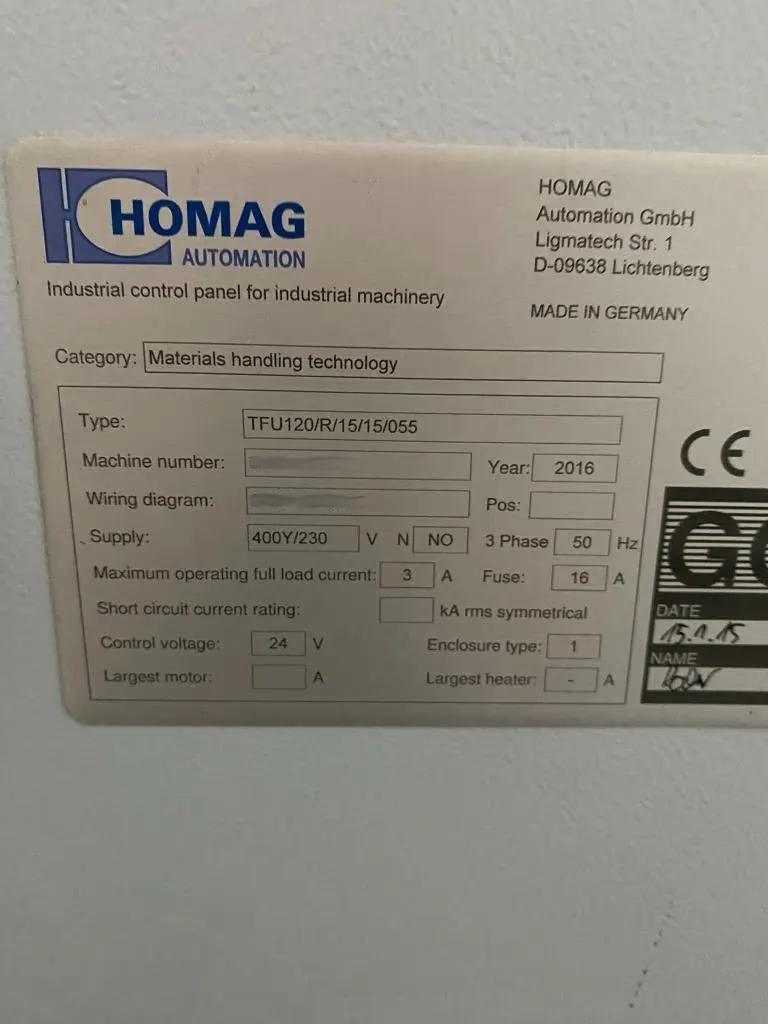 HOMAG
AUTOMATION
Industrial control panel for industrial machinery
HOMAG
Automation GmbH
Ligmatech Str. 1
D-09638 Lichtenberg
MADE IN GERMANY
Category: Materials handling technology
Type: TFU120/R/15/15/055
Machine number: Year: 2016
Wiring diagram: Pos:
Supply: 400Y/230 V N NO 3 Phase 50 Hz
Maximum operating full load current: 3 A Fuse: 16 A
Short circuit current rating: kA rms symmetrical
Control voltage: 24 V Enclosure type: 1
Largest motor: A Largest heater: - A
CE
DATE
15.1.15
NAME